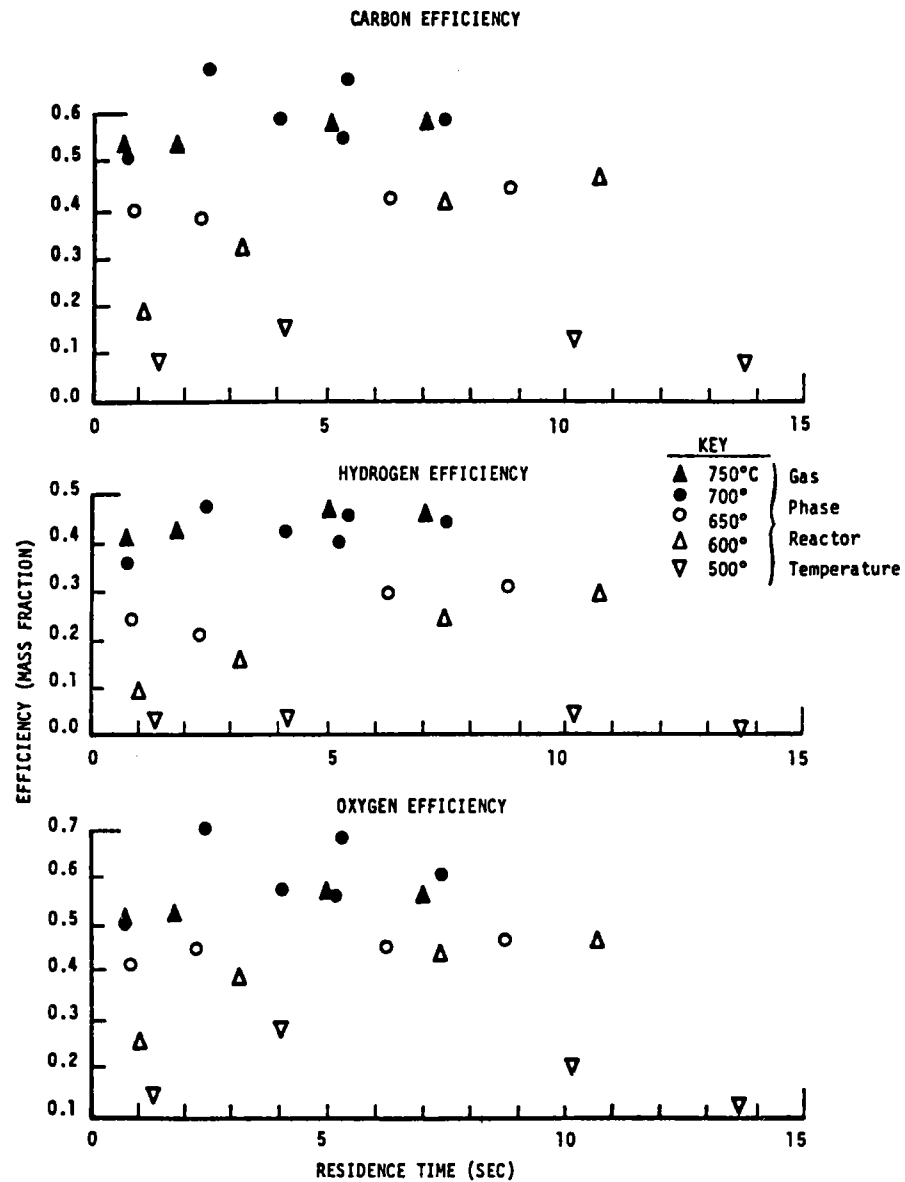 CARBON EFFICIENCY
0.6
0.5
0.4
0.3
0.2
0.1
0.0
0 5 10 15
KEY
750°C
700°
650°
600°
500°
Gas
Phase
Reactor
Temperature
HYDROGEN EFFICIENCY
0.5
0.4
0.3
0.2
0.1
0.0
0 5 10 15
EFFICIENCY (MASS FRACTION)
OXYGEN EFFICIENCY
0.7
0.6
0.5
0.4
0.3
0.2
0.1
0 5 10 15
RESIDENCE TIME (SEC)